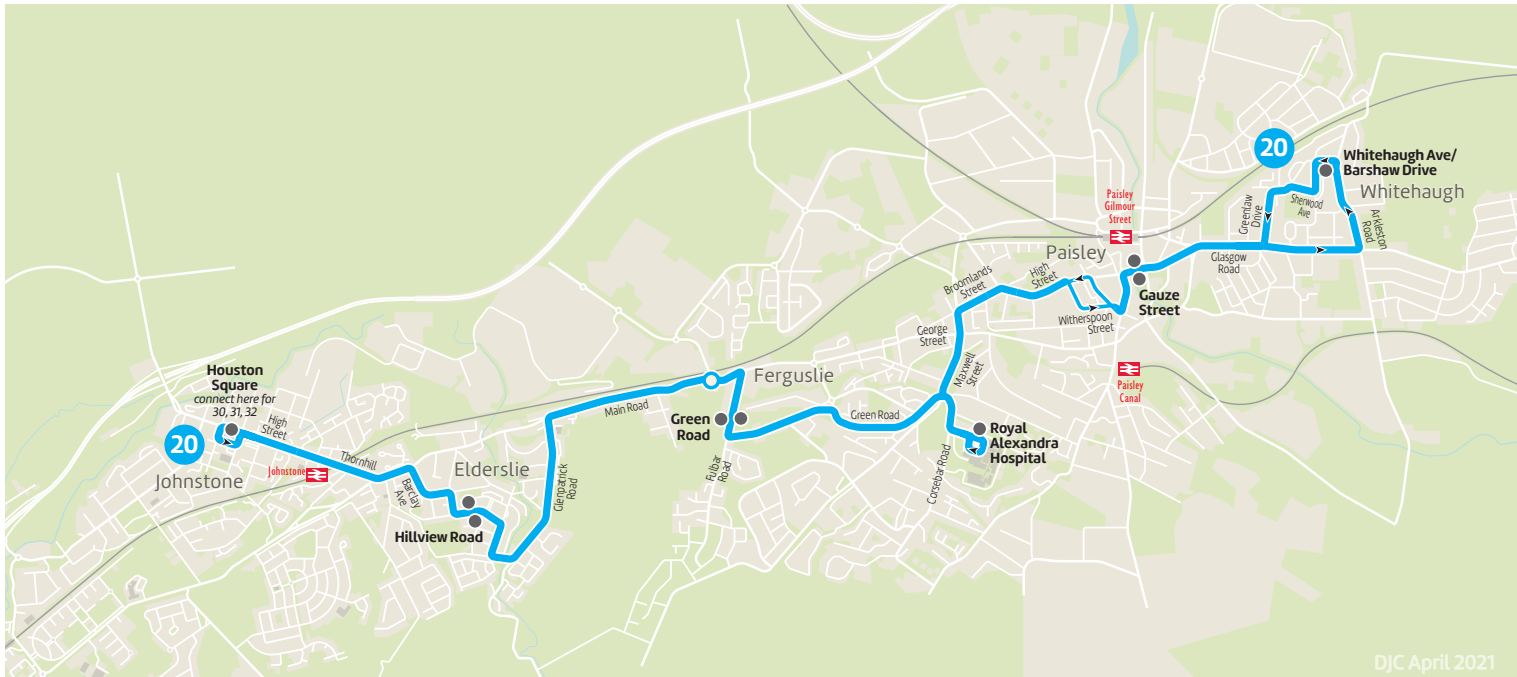 20
Whitehaugh Ave/
Barshaw Drive
Whitehaugh
Greenlaw
Drive
Sherwood
Ave
Arkleston
Road
Glasgow
Road
Paisley
Gilmour
Street
Paisley
Gauze
Street
High
Street
Broomlands
Street
Witherspoon
Street
George
Street
Maxwell
Street
Paisley
Canal
Ferguslie
Main Road
Green
Road
Green Road
Fulbar
Road
Royal
Alexandra
Hospital
Corsebar Road
Houston
Square
connect here for
30, 31, 32
High
Street
20
Johnstone
Johnstone
Thornhill
Elderslie
Barclay
Ave
Hillview Road
Glenpatrick
Road
DJC April 2021